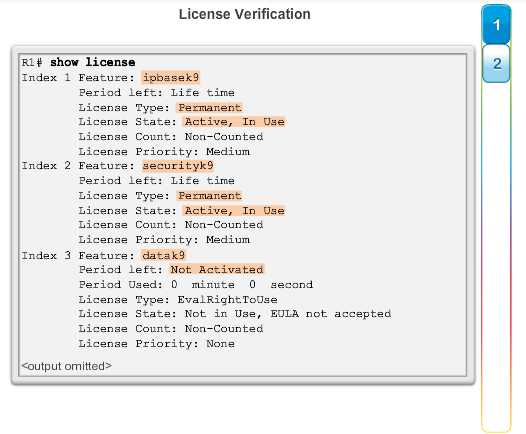 License Verification
1
2
R1# show license
Index 1 Feature: ipbasek9
Period left: Life time
License Type: Permanent
License State: Active, In Use
License Count: Non-Counted
License Priority: Medium
Index 2 Feature: securityk9
Period left: Life time
License Type: Permanent
License State: Active, In Use
License Count: Non-Counted
License Priority: Medium
Index 3 Feature: datak9
Period left: Not Activated
Period Used: 0 minute 0 second
License Type: EvalRightToUse
License State: Not in Use, EULA not accepted
License Count: Non-Counted
License Priority: None
<output omitted>